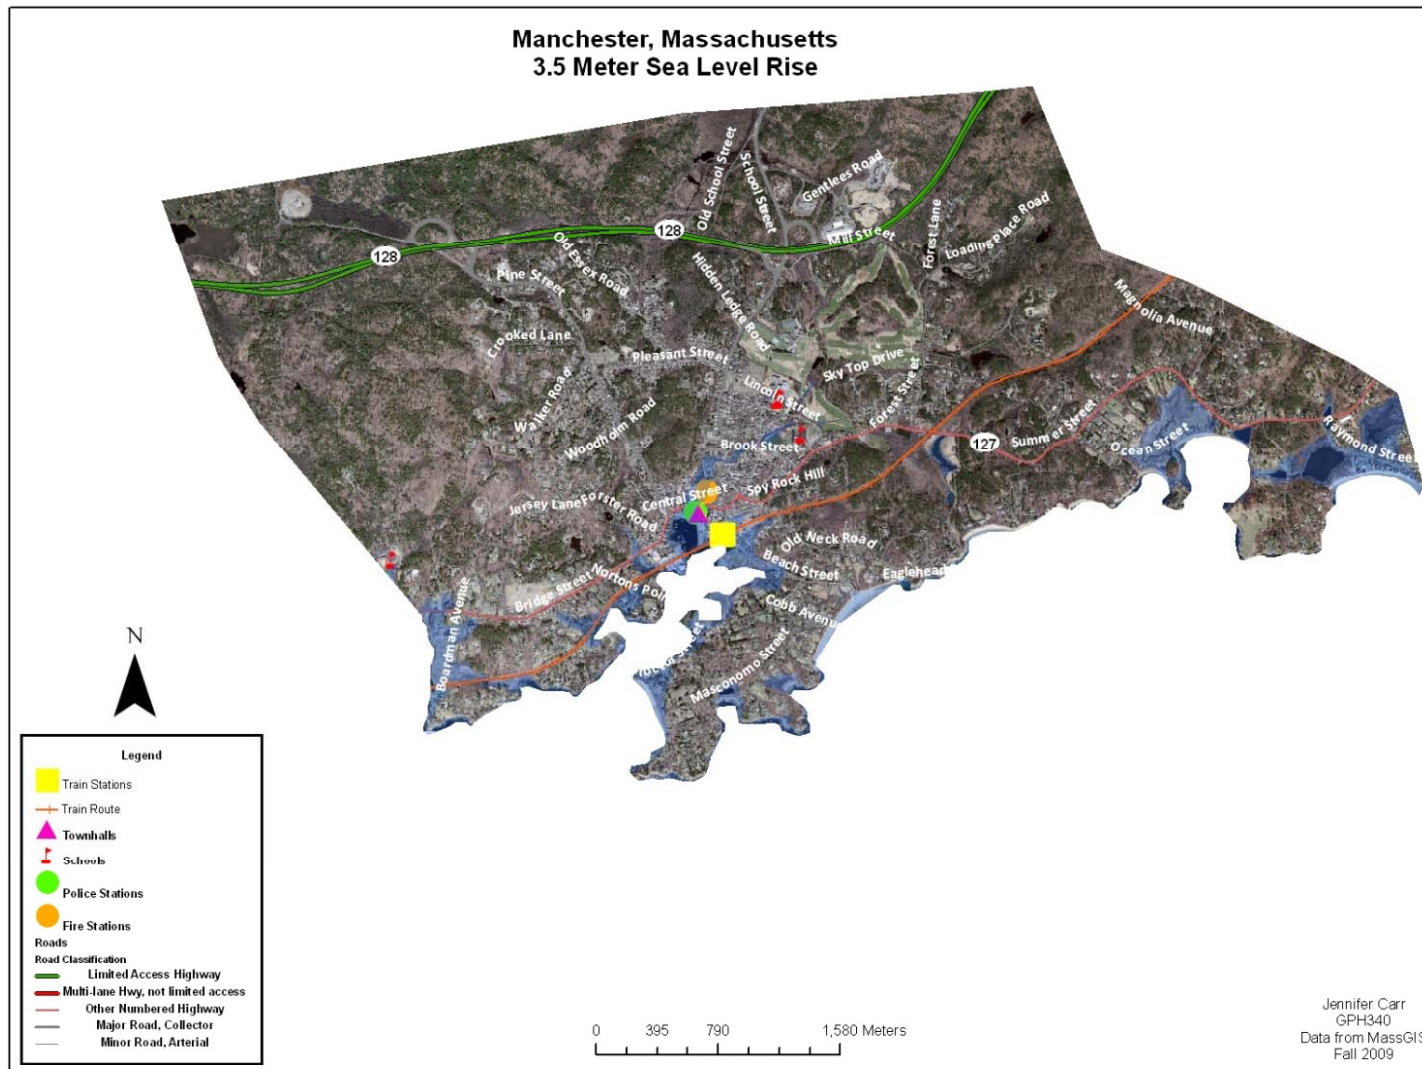 Manchester, Massachusetts
3.5 Meter Sea Level Rise
Old School Street
School Street
Gentlees Road
128
128
Mill Street
Forest Lane
Loading Place Road
Old Essex Road
Pine Street
Hidden Ledge Road
Magnolia Avenue
Crooked Lane
Pleasant Street
Sky Top Drive
Walker Road
Lincoln Street
Forest Street
Woodholm Road
Brook Street
127
Summer Street
Ocean Street
Raymond Stree
Spy Rock Hill
Central Street
Jersey Lane
Forster Road
Old Neck Road
Beach Street
Eaglehead
Nortons Poin
Bridge Street
Boardman Avenue
Cobb Avenu
Street
Masconomo Street
N
Legend
Train Stations
Train Route
Townhalls
Schools
Police Stations
Fire Stations
Roads
Road Classification
Limited Access Highway
Multi-lane Hwy, not limited access
Other Numbered Highway
Major Road, Collector
Minor Road, Arterial
0 395 790 1,580 Meters
Jennifer Carr
GPH340
Data from MassGIS
Fall 2009